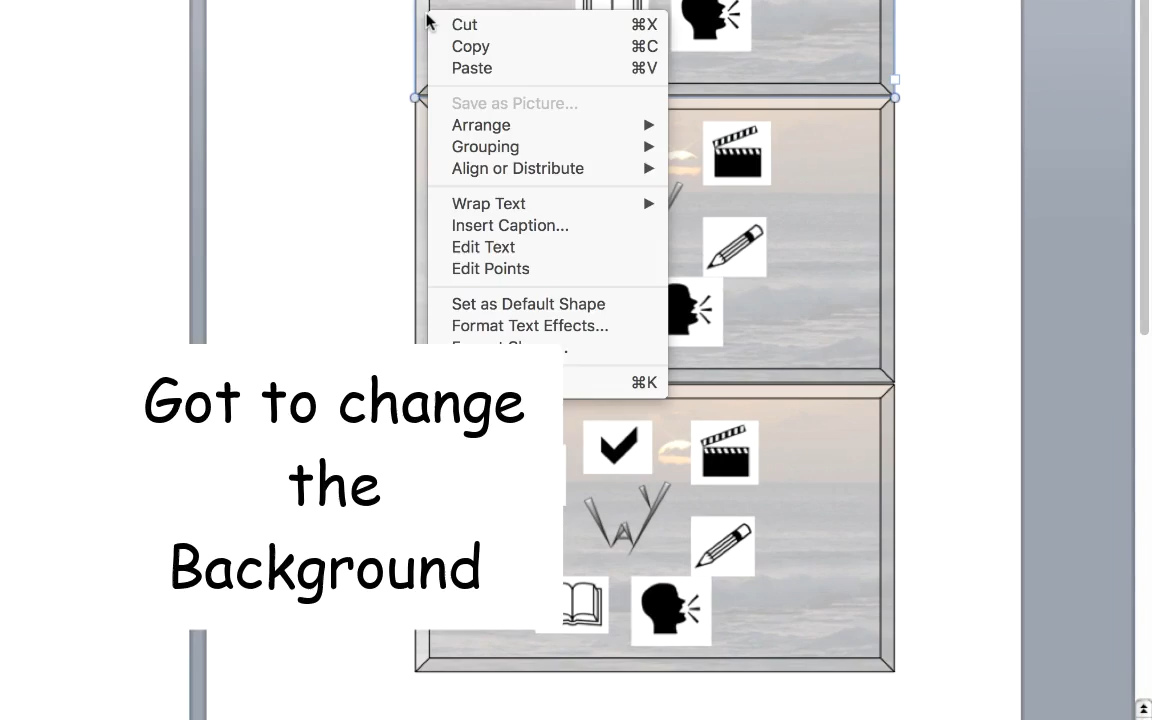 Cut ⌘X
Copy ⌘C
Paste ⌘V
Save as Picture...
Arrange
Grouping
Align or Distribute
Wrap Text
Insert Caption...
Edit Text
Edit Points
Set as Default Shape
Format Text Effects...
⌘K
Got to change
the
Background
WAY